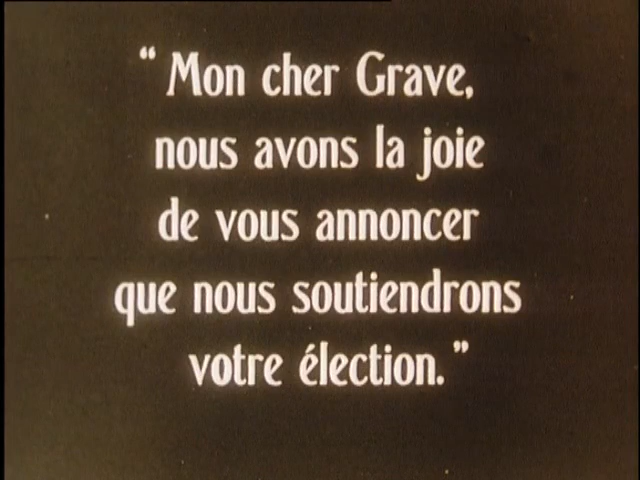 “Mon cher Grave,
nous avons la joie
de vous annoncer
que nous soutiendrons
votre élection.”